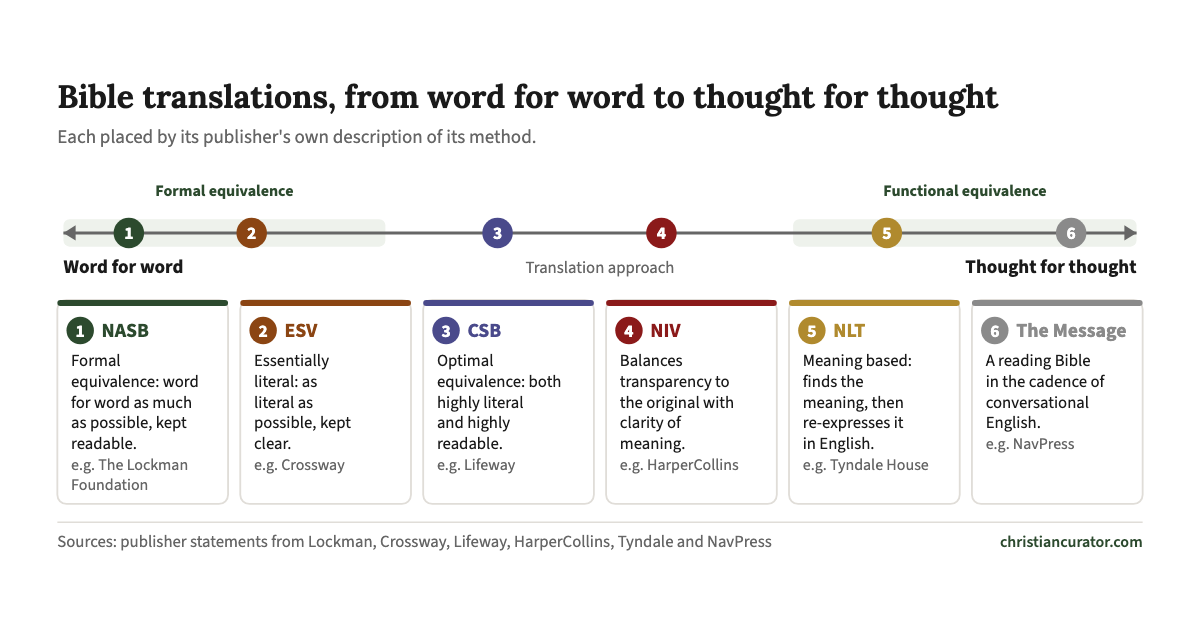 Bible translations, from word for word to thought for thought
Each placed by its publisher's own description of its method.
Formal equivalence
Functional equivalence
1
2
3
4
5
6
Word for word
Translation approach
Thought for thought
1 NASB
Formal
equivalence: word
for word as much
as possible, kept
readable.
e.g. The Lockman
Foundation
2 ESV
Essentially
literal: as
literal as
possible, kept
clear.
e.g. Crossway
3 CSB
Optimal
equivalence: both
highly literal
and highly
readable.
e.g. Lifeway
4 NIV
Balances
transparency to
the original with
clarity of
meaning.
e.g. HarperCollins
5 NLT
Meaning based:
finds the
meaning, then
re-expresses it
in English.
e.g. Tyndale House
6 The Message
A reading Bible
in the cadence of
conversational
English.
e.g. NavPress
Sources: publisher statements from Lockman, Crossway, Lifeway, HarperCollins, Tyndale and NavPress
christiancurator.com